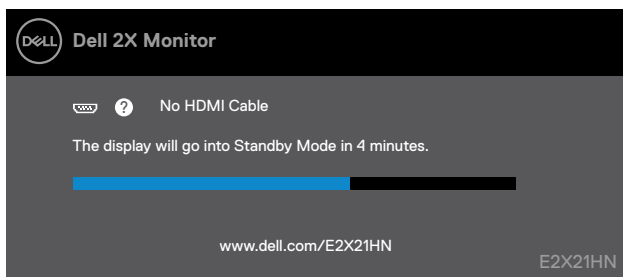 DELL Dell 2X Monitor
? No HDMI Cable
The display will go into Standby Mode in 4 minutes.
www.dell.com/E2X21HN
E2X21HN